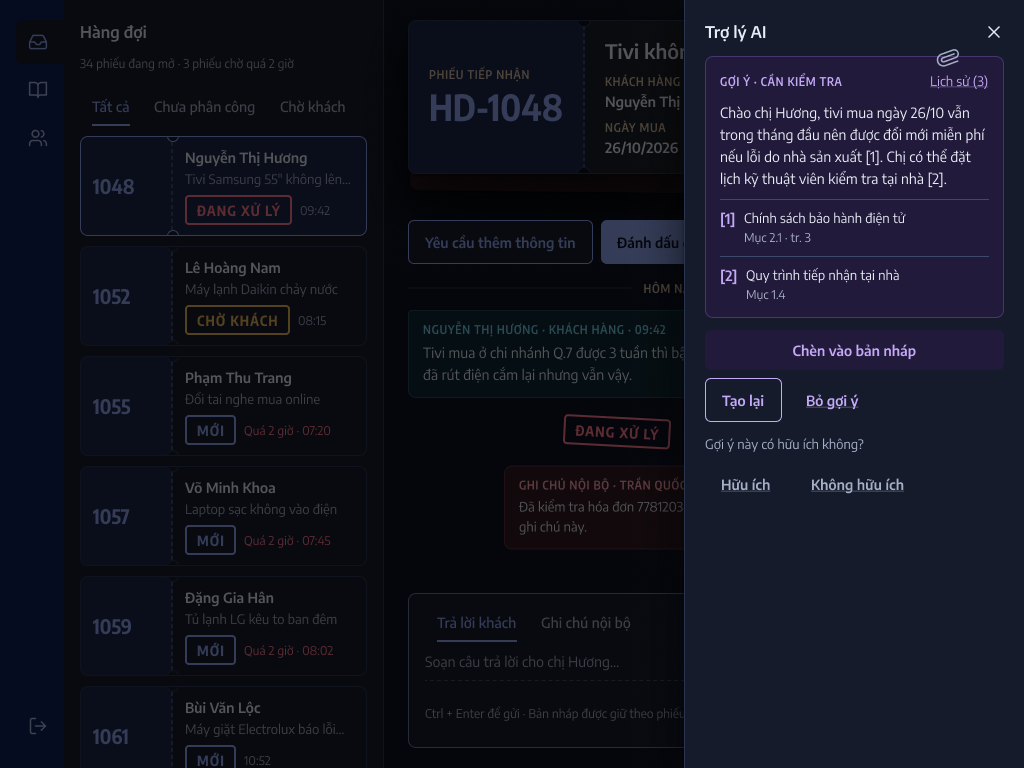 Hàng đợi
34 phiếu đang mở · 3 phiếu chờ quá 2 giờ
Tất cả
Chưa phân công
Chờ khách
1048
Nguyễn Thị Hương
Tivi Samsung 55" không lên...
ĐANG XỬ LÝ
09:42
1052
Lê Hoàng Nam
Máy lạnh Daikin chảy nước
CHỜ KHÁCH
08:15
1055
Phạm Thu Trang
Đổi tai nghe mua online
MỚI
Quá 2 giờ · 07:20
1057
Võ Minh Khoa
Laptop sạc không vào điện
MỚI
Quá 2 giờ · 07:45
1059
Đặng Gia Hân
Tủ lạnh LG kêu to ban đêm
MỚI
Quá 2 giờ · 08:02
1061
Bùi Văn Lộc
Máy giặt Electrolux báo lỗi...
MỚI
10:52
PHIẾU TIẾP NHẬN
HD-1048
Tivi khôn
KHÁCH HÀNG
Nguyễn Thị
NGÀY MUA
26/10/2026
Yêu cầu thêm thông tin
Đánh dấu
HÔM N
NGUYỄN THỊ HƯƠNG · KHÁCH HÀNG · 09:42
Tivi mua ở chi nhánh Q.7 được 3 tuần thì bậ
đã rút điện cắm lại nhưng vẫn vậy.
ĐANG XỬ LÝ
GHI CHÚ NỘI BỘ · TRẦN QUỐC
Đã kiểm tra hóa đơn 7781203
ghi chú này.
Trả lời khách
Ghi chú nội bộ
Soạn câu trả lời cho chị Hương...
Ctrl + Enter để gửi · Bản nháp được giữ theo phiếu
Trợ lý AI
GỢI Ý · CẦN KIỂM TRA
Lịch sử (3)
Chào chị Hương, tivi mua ngày 26/10 vẫn
trong tháng đầu nên được đổi mới miễn phí
nếu lỗi do nhà sản xuất [1]. Chị có thể đặt
lịch kỹ thuật viên kiểm tra tại nhà [2].
[1] Chính sách bảo hành điện tử
Mục 2.1 · tr. 3
[2] Quy trình tiếp nhận tại nhà
Mục 1.4
Chèn vào bản nháp
Tạo lại
Bỏ gợi ý
Gợi ý này có hữu ích không?
Hữu ích
Không hữu ích